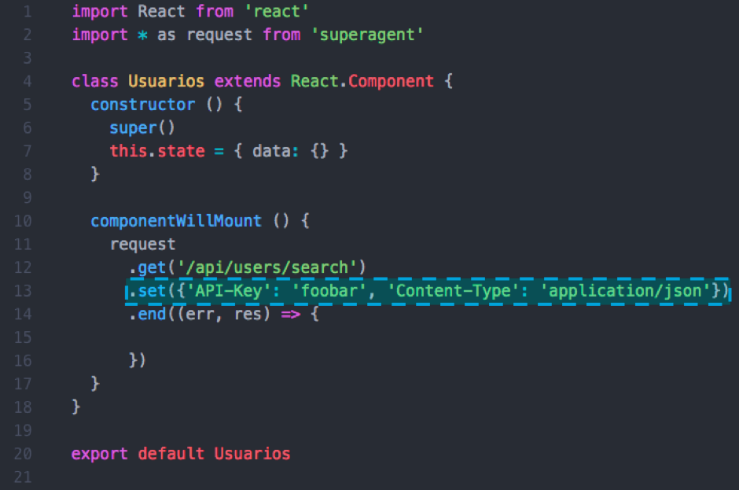 1 import React from 'react'
2 import * as request from 'superagent'
3
4 class Usuarios extends React.Component {
5 constructor () {
6 super()
7 this.state = { data: {} }
8 }
9
10 componentWillMount () {
11 request
12 .get('/api/users/search')
13 .set({'API-Key': 'foobar', 'Content-Type': 'application/json'})
14 .end((err, res) => {
15
16 })
17 }
18 }
19
20 export default Usuarios
21